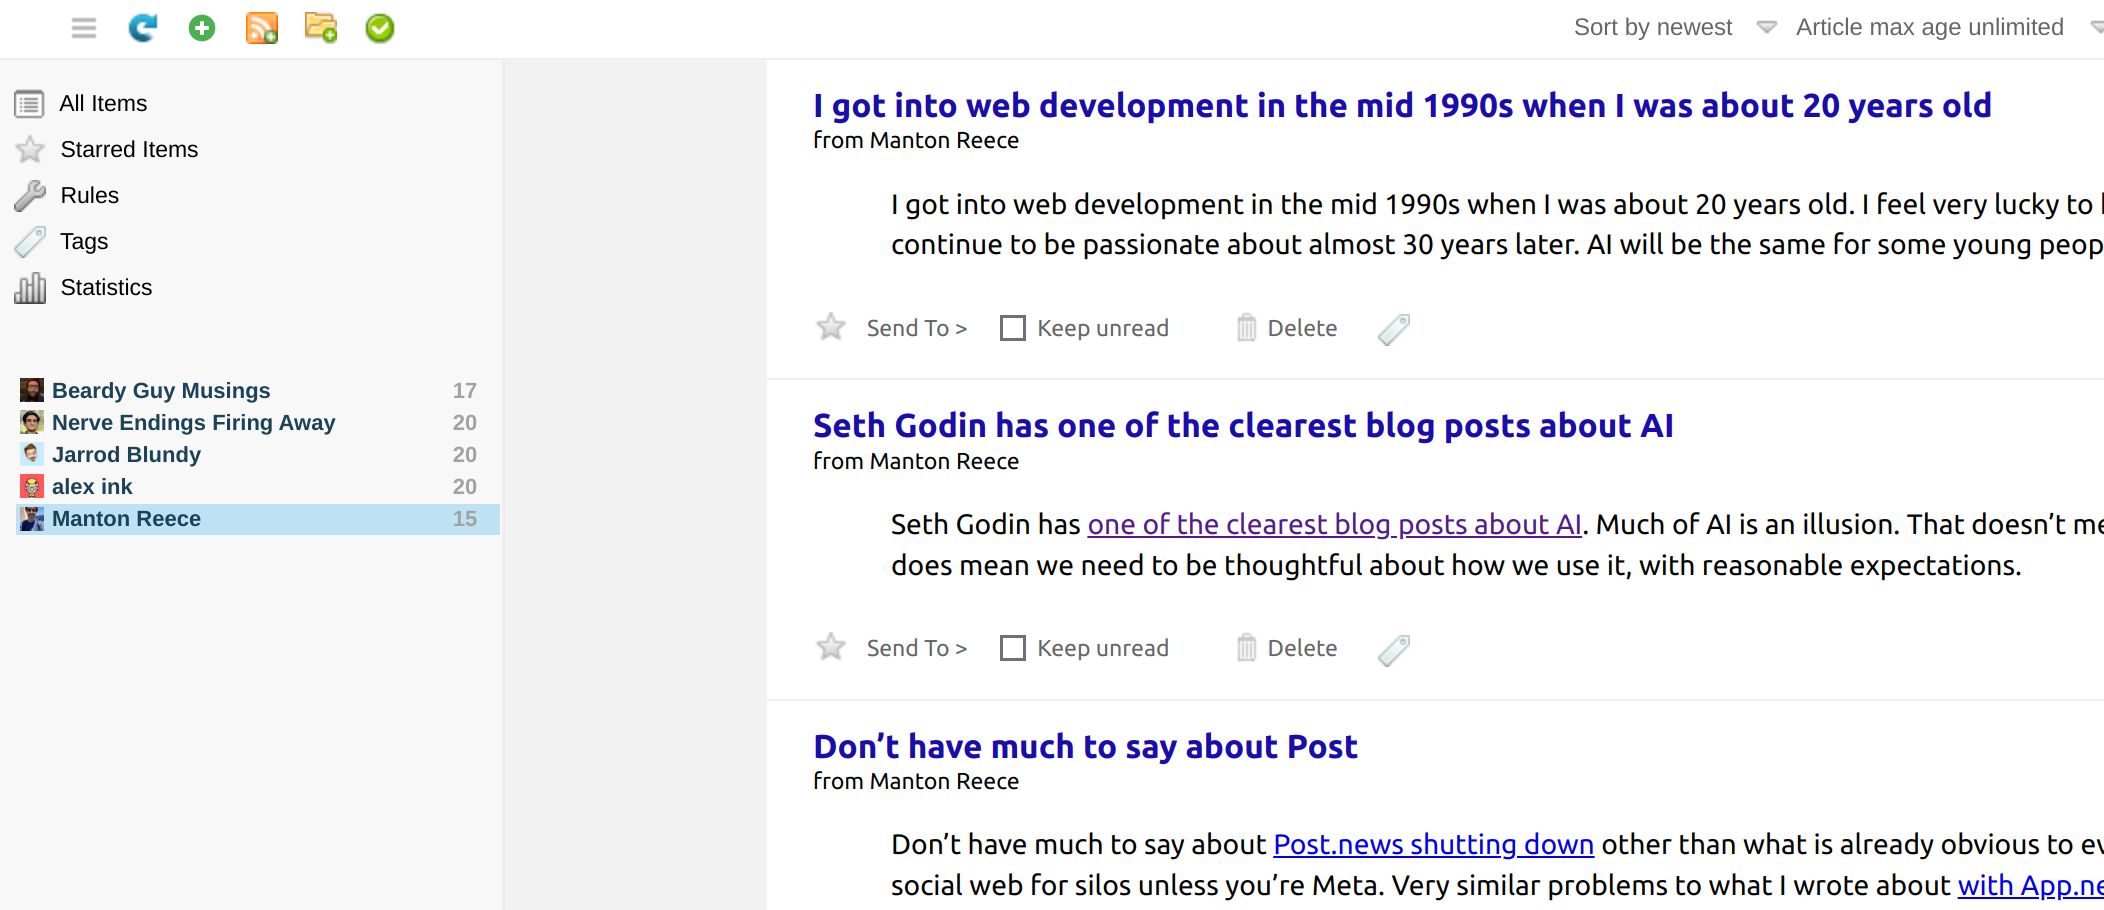 Sort by newest Article max age unlimited
All Items
Starred Items
Rules
Tags
Statistics
Beardy Guy Musings 17
Nerve Endings Firing Away 20
Jarrod Blundy 20
alex ink 20
Manton Reece 15
I got into web development in the mid 1990s when I was about 20 years old
from Manton Reece
I got into web development in the mid 1990s when I was about 20 years old. I feel very lucky to
continue to be passionate about almost 30 years later. AI will be the same for some young
Send To > Keep unread Delete
Seth Godin has one of the clearest blog posts about AI
from Manton Reece
Seth Godin has one of the clearest blog posts about AI. Much of AI is an illusion. That doesn’t
does mean we need to be thoughtful about how we use it, with reasonable expectations.
Send To > Keep unread Delete
Don’t have much to say about Post
from Manton Reece
Don’t have much to say about Post.news shutting down other than what is already obvious to
social web for silos unless you’re Meta. Very similar problems to what I wrote about with